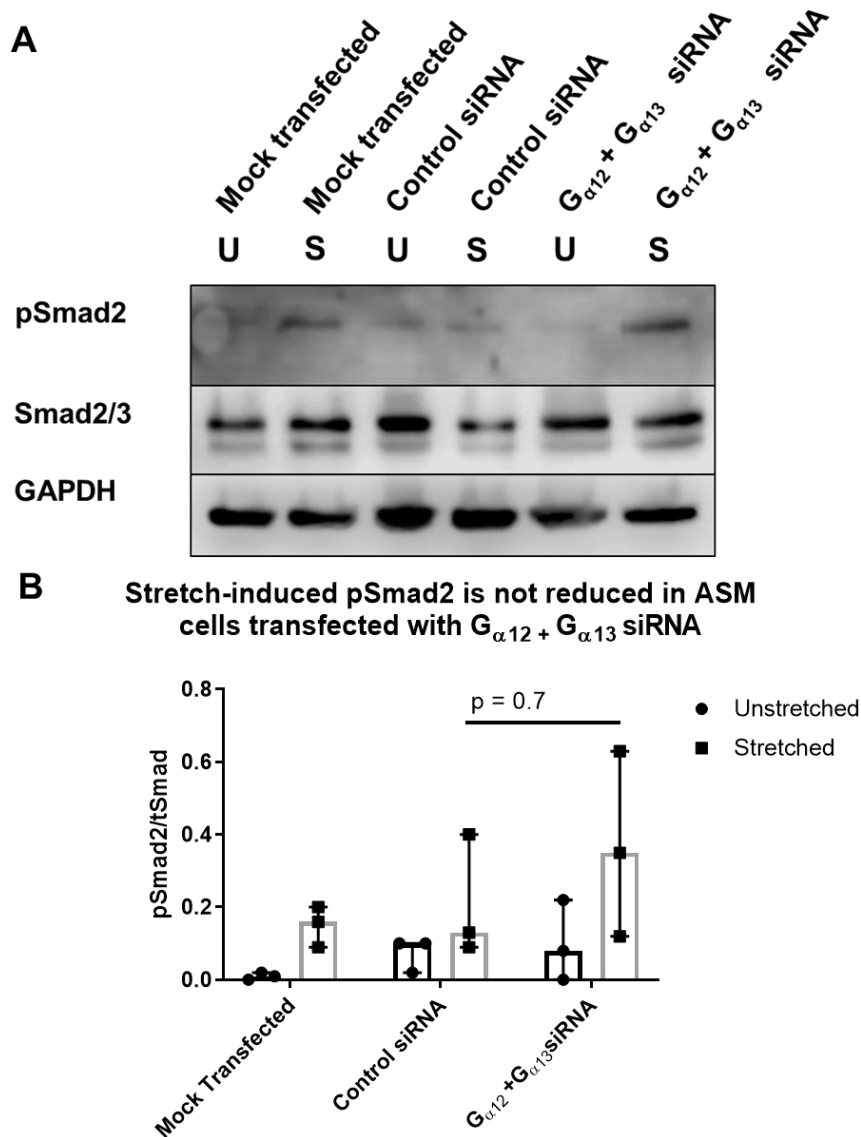 A
Mock transfected
Mock transfected
Control siRNA
Control siRNA
Gα12 + Gα13 siRNA
Gα12 + Gα13 siRNA
U S U S U S
pSmad2
Smad2/3
GAPDH
B
Stretch-induced pSmad2 is not reduced in ASM
cells transfected with Gα12 + Gα13 siRNA
p = 0.7
Unstretched
Stretched
pSmad2/tSmad
0.8
0.6
0.4
0.2
0.0
Mock Transfected
Control siRNA
Gα12 +Gα13siRNA